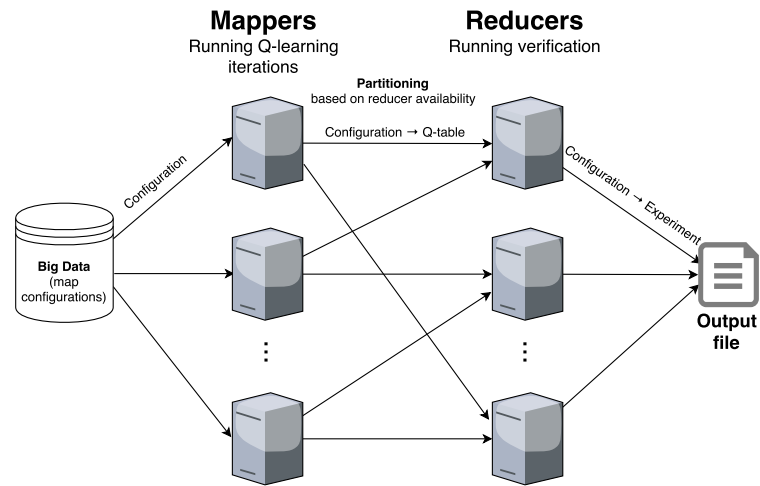 Mappers
Running Q-learning
iterations
Reducers
Running verification
Partitioning
based on reducer availability
Configuration → Q-table
Configuration
Configuration → Experiment
Big Data
(map
configurations)
Output
file